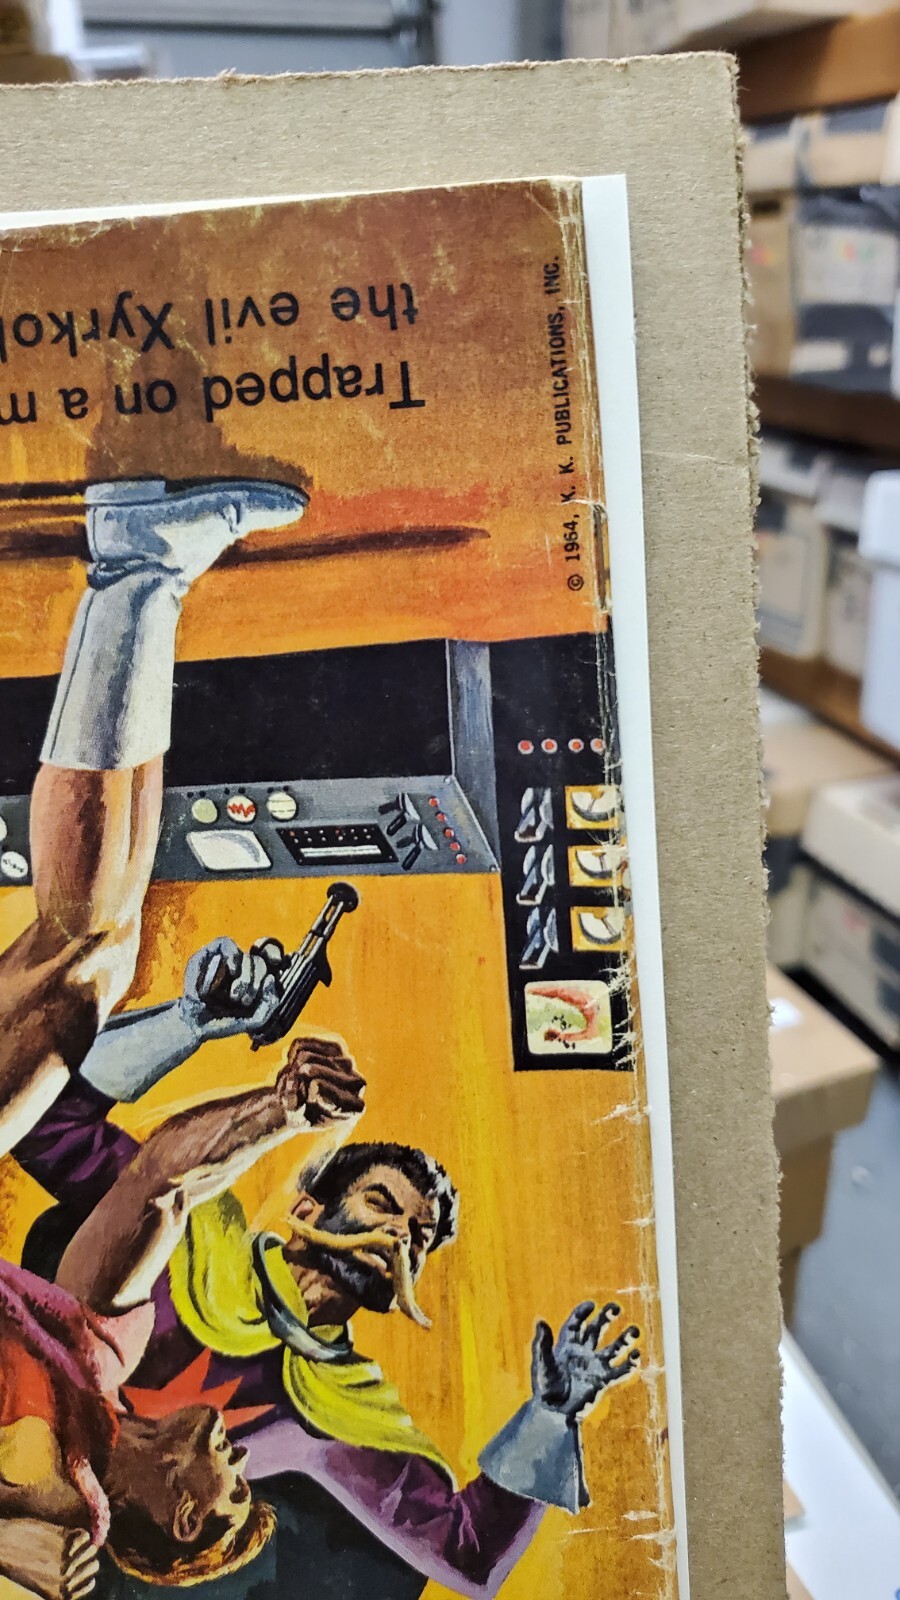 Trapped on a m
the evil Xyrkol
© 1964, K. K. PUBLICATIONS, INC.